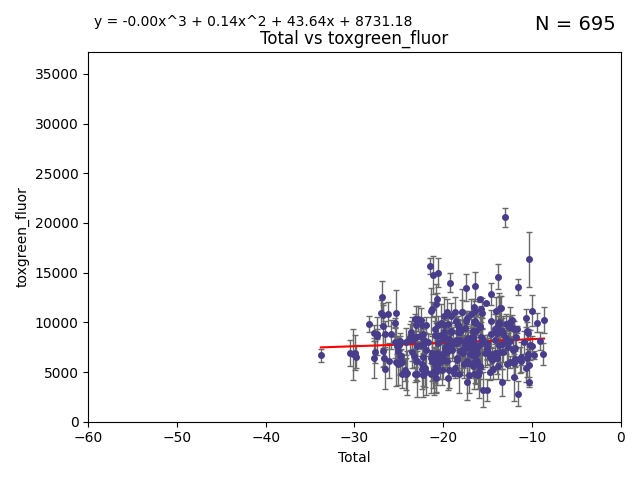 y = -0.00x^3 + 0.14x^2 + 43.64x + 8731.18
N = 695
Total vs toxgreen_fluor
35000
30000
25000
20000
15000
10000
5000
0
toxgreen_fluor
−60 −50 −40 −30 −20 −10 0
Total